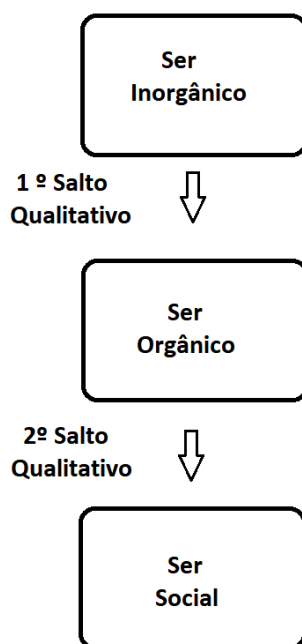 Ser
Inorgânico
1 º Salto
Qualitativo
Ser
Orgânico
2º Salto
Qualitativo
Ser
Social